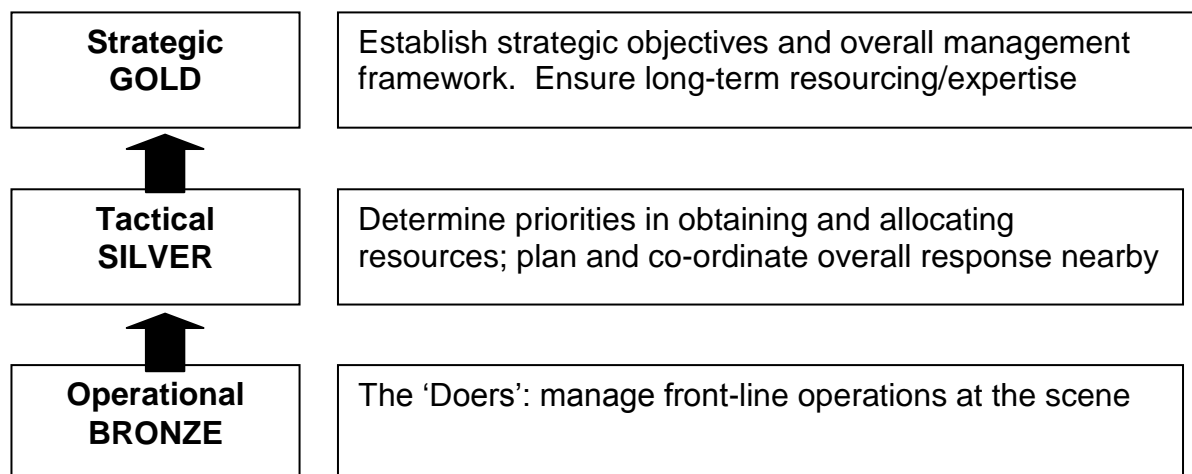 Strategic
GOLD
Establish strategic objectives and overall management
framework.  Ensure long-term resourcing/expertise
Tactical
SILVER
Determine priorities in obtaining and allocating
resources; plan and co-ordinate overall response nearby
Operational
BRONZE
The ‘Doers’: manage front-line operations at the scene